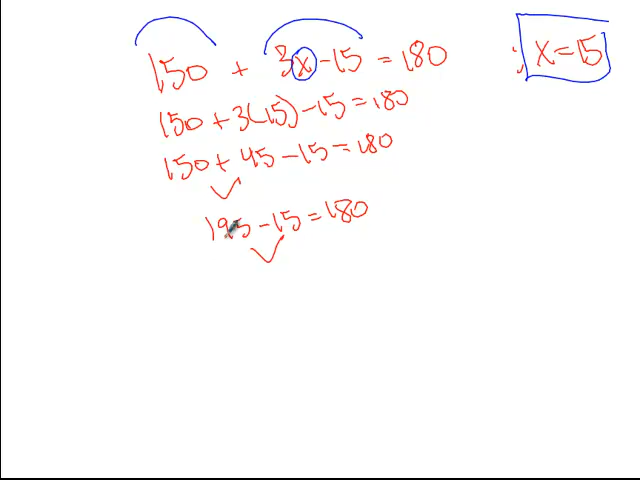 150 + 3x - 15 = 180 ; x = 15
150 + 3(15) - 15 = 180
150 + 45 - 15 = 180
195 - 15 = 180